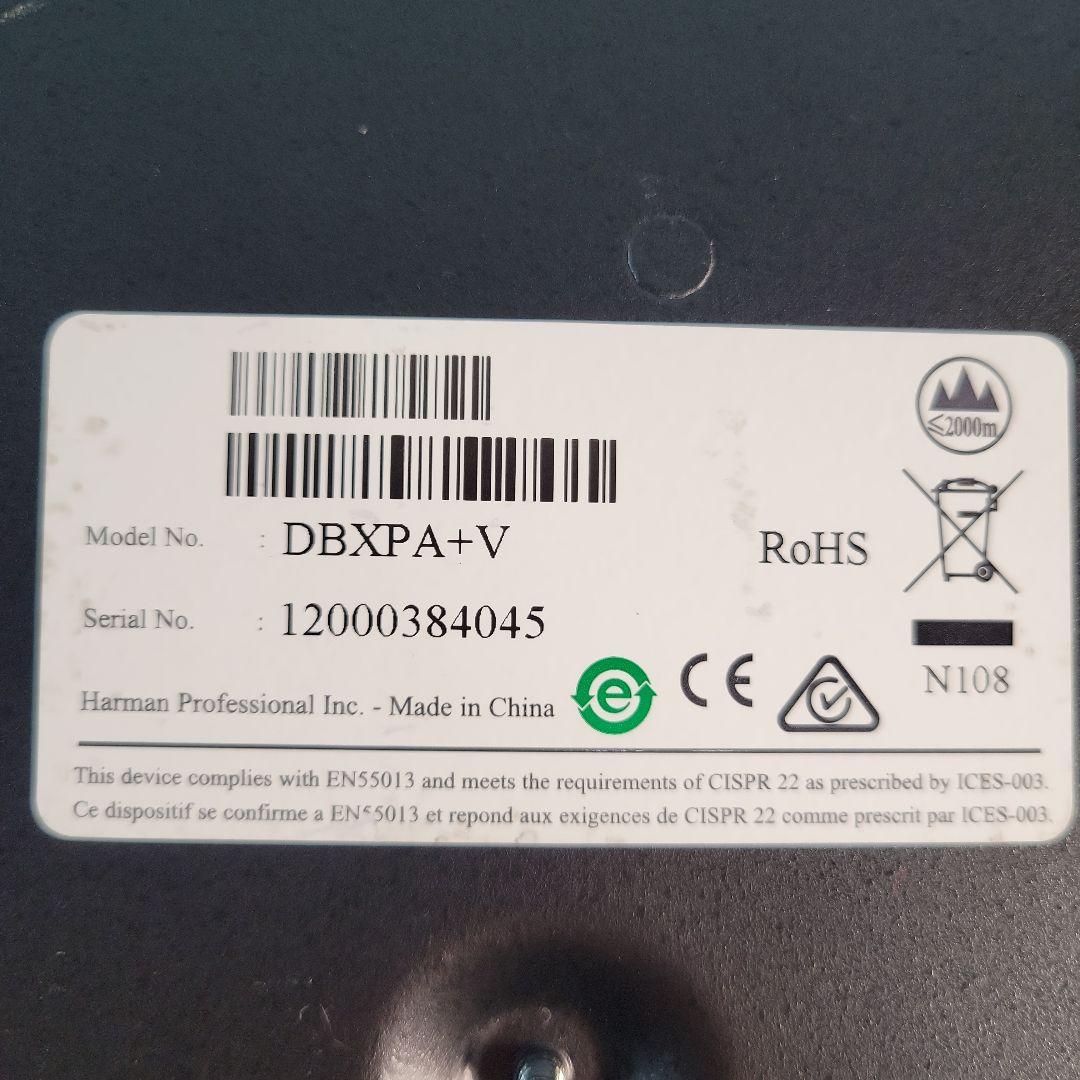 ≤2000m
Model No. : DBXPA+V
RoHS
Serial No. : 12000384045
N108
Harman Professional Inc. - Made in China
e
CE
This device complies with EN55013 and meets the requirements of CISPR 22 as prescribed by ICES-003.
Ce dispositif se confirme a EN55013 et repond aux exigences de CISPR 22 comme prescrit par ICES-003.